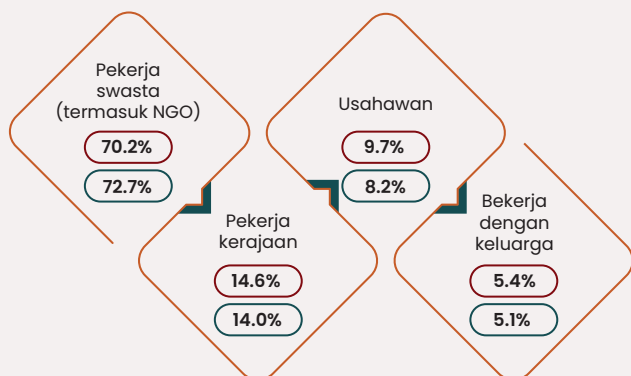 Pekerja
swasta
(termasuk NGO)
70.2%
72.7%
Pekerja
kerajaan
14.6%
14.0%
Usahawan
9.7%
8.2%
Bekerja
dengan
keluarga
5.4%
5.1%